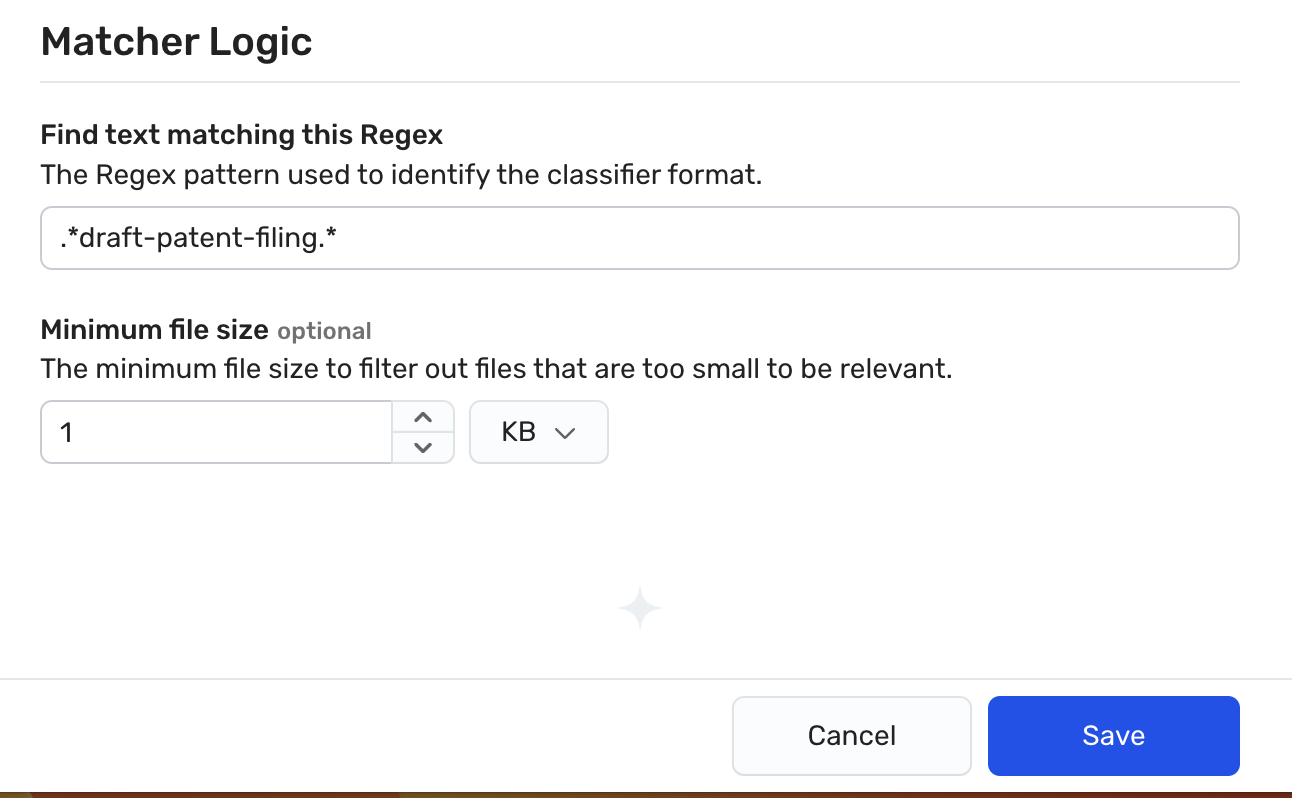 Matcher Logic
Find text matching this Regex
The Regex pattern used to identify the classifier format.
.*draft-patent-filing.*
Minimum file size optional
The minimum file size to filter out files that are too small to be relevant.
1 KB
Cancel Save